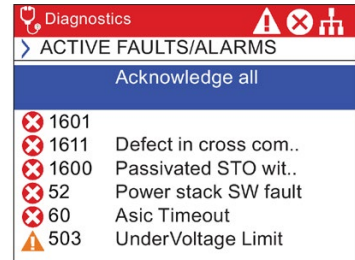 Diagnostics
ACTIVE FAULTS/ALARMS
Acknowledge all
1601
1611 Defect in cross com..
1600 Passivated STO wit..
52 Power stack SW fault
60 Asic Timeout
503 UnderVoltage Limit